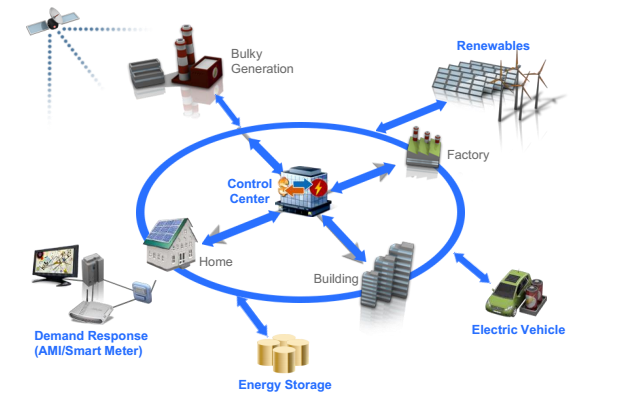 Renewables
Bulky
Generation
Factory
Control
Center
Home
Building
Demand Response
(AMI/Smart Meter)
Electric Vehicle
Energy Storage